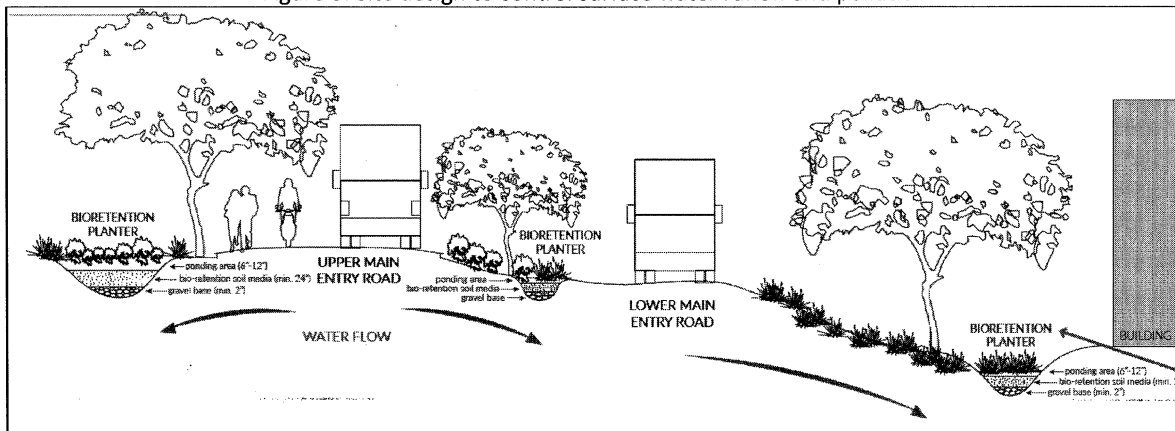 BIORETENTION
PLANTER
ponding area (6"-12")
bio-retention soil media (min. 24")
gravel base (min. 2")
UPPER MAIN
ENTRY ROAD
WATER FLOW
BIORETENTION
PLANTER
ponding area
bio-retention soil media
gravel base
LOWER MAIN
ENTRY ROAD
BIORETENTION
PLANTER
ponding area (6"-12")
bio-retention soil media (min.
gravel base (min. 2")
BUILDING